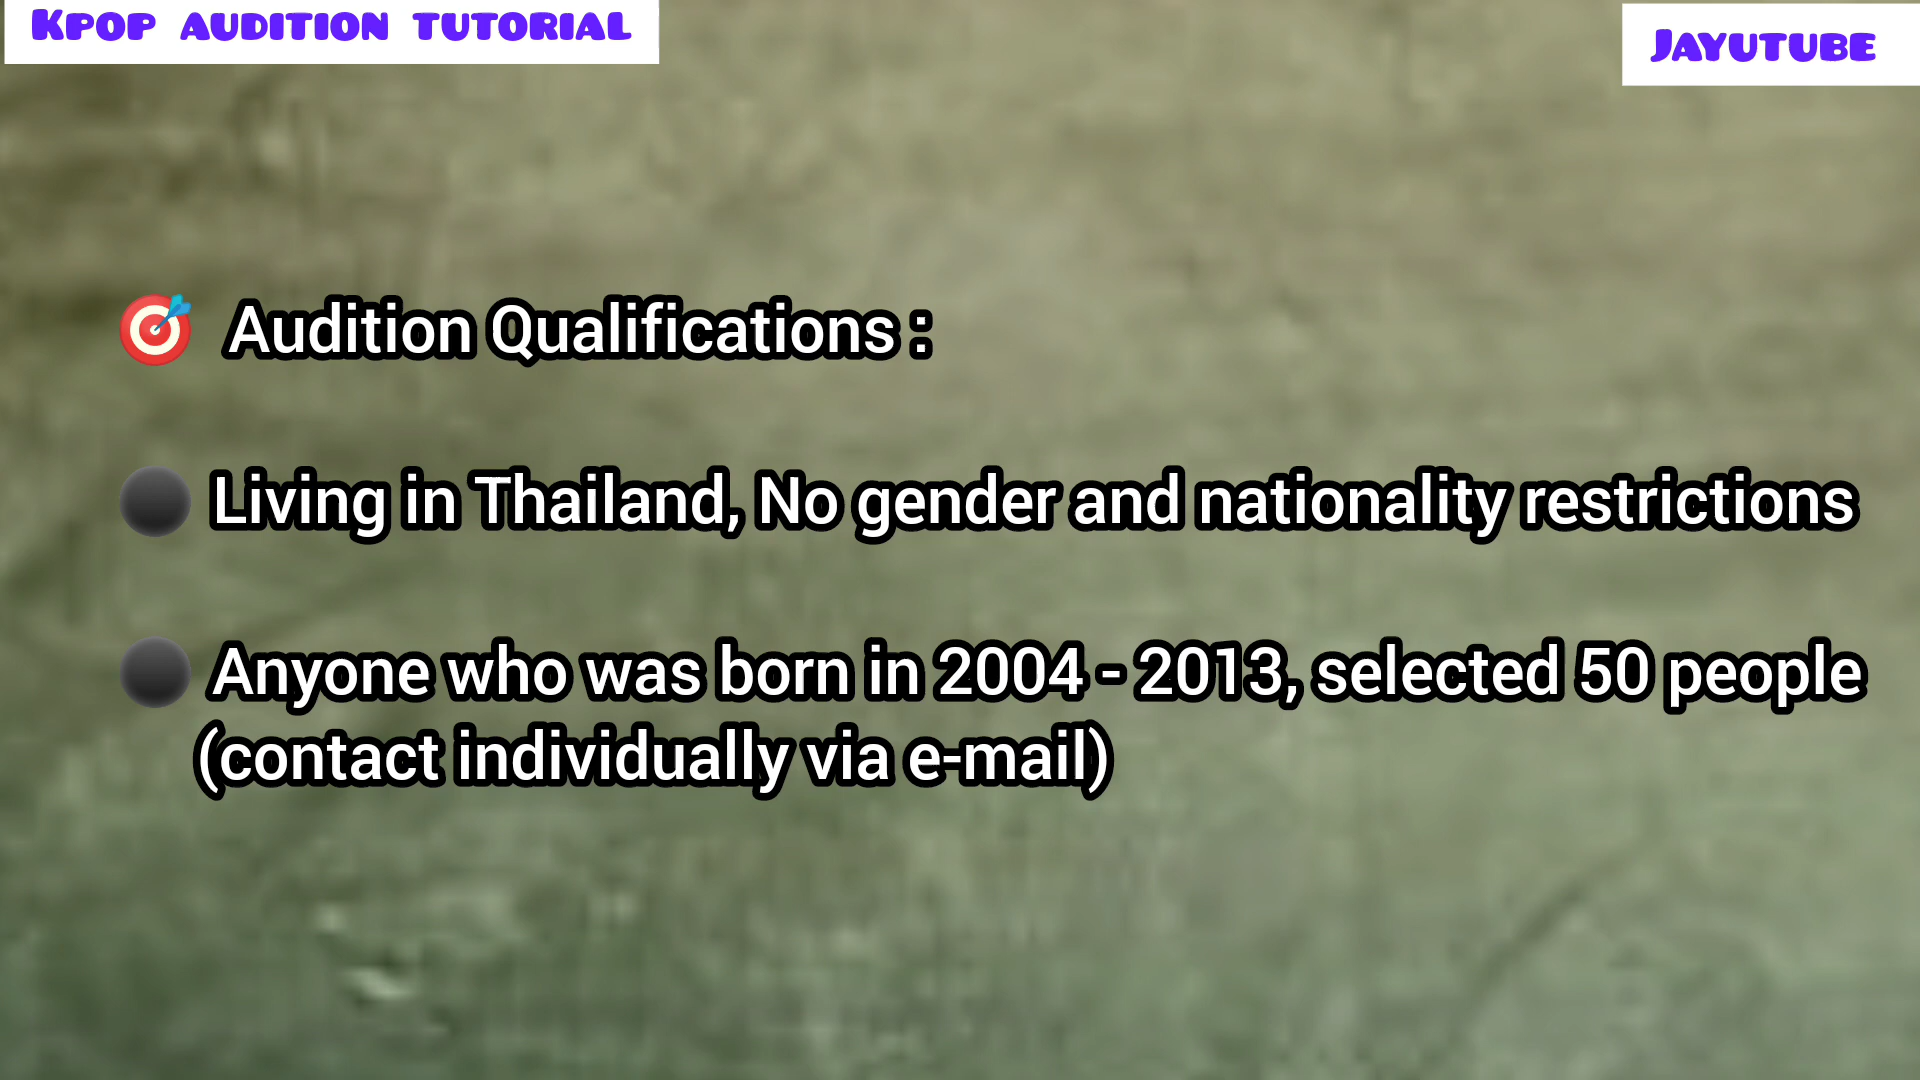 Kpop audition tutorial
Jayutube
🎯 Audition Qualifications :
⚫ Living in Thailand, No gender and nationality restrictions
⚫ Anyone who was born in 2004 - 2013, selected 50 people
(contact individually via e-mail)